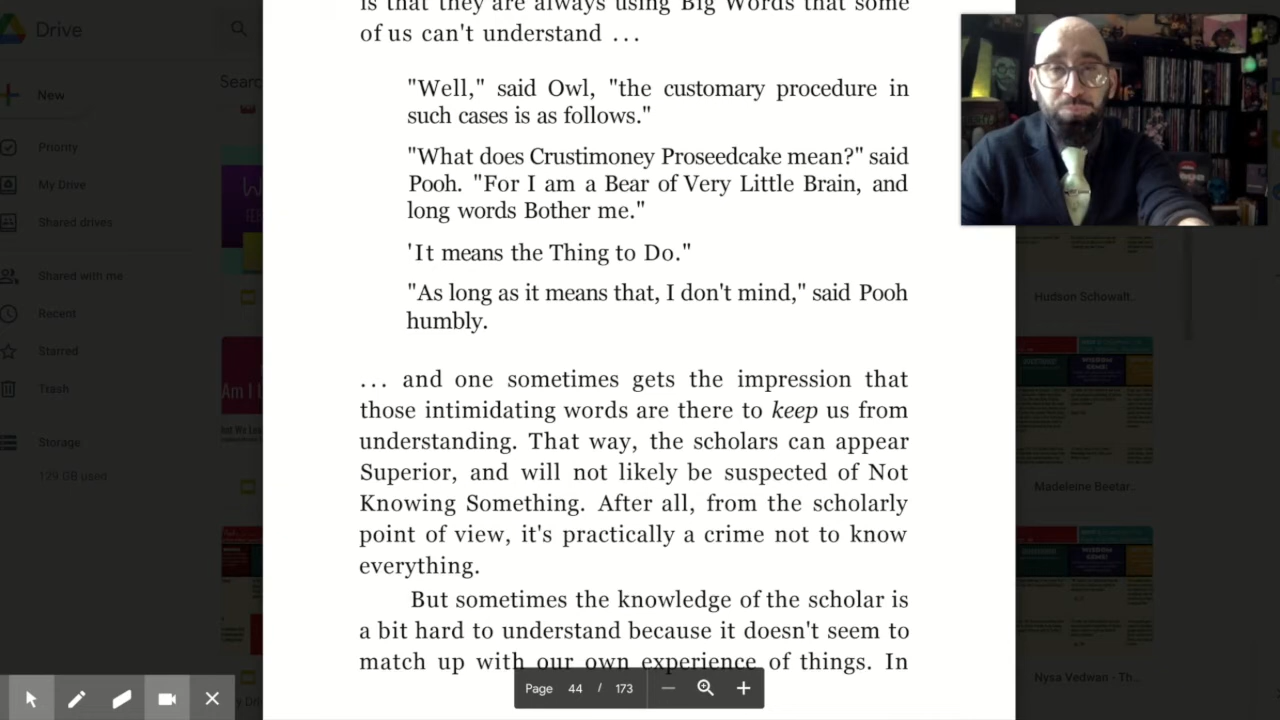 is that they are always using Big Words that some
of us can't understand ...
Drive
Searc
New
Priority
My Drive
Shared drives
Shared with me
Recent
Starred
Trash
Storage
129 GB used
"Well," said Owl, "the customary procedure in
such cases is as follows."
"What does Crustimoney Proseedcake mean?" said
Pooh. "For I am a Bear of Very Little Brain, and
long words Bother me."
'It means the Thing to Do."
"As long as it means that, I don't mind," said Pooh
humbly.
... and one sometimes gets the impression that
those intimidating words are there to keep us from
understanding. That way, the scholars can appear
Superior, and will not likely be suspected of Not
Knowing Something. After all, from the scholarly
point of view, it's practically a crime not to know
everything.
But sometimes the knowledge of the scholar is
a bit hard to understand because it doesn't seem to
match up with our own experience of things. In
Page 44 / 173
Hudson Schowalt..
Madeleine Beetar..
Nysa Vedwan - Th..
Am I